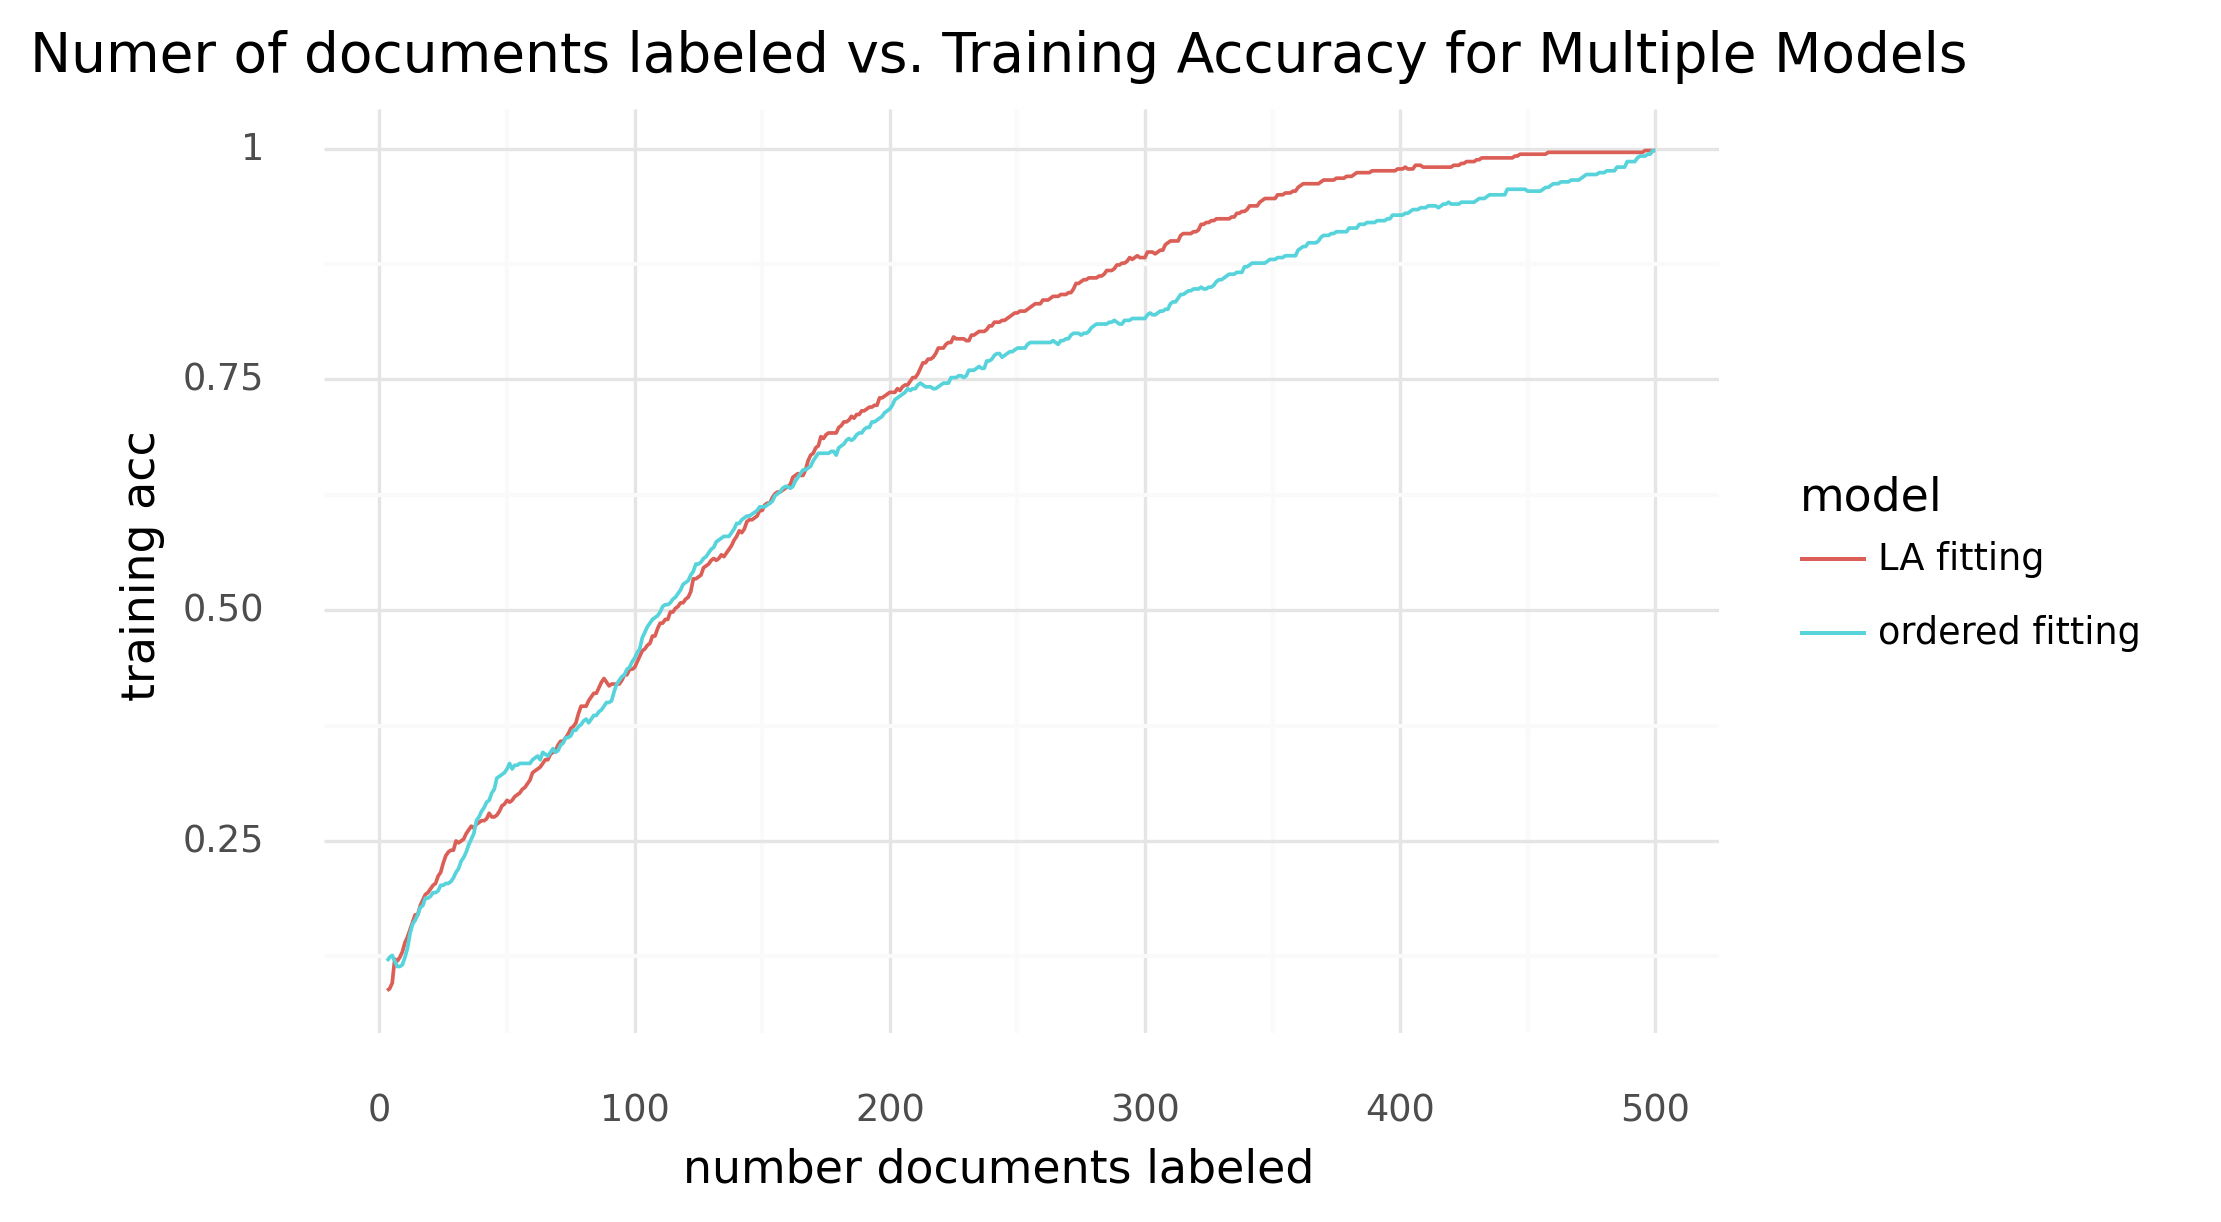 Numer of documents labeled vs. Training Accuracy for Multiple Models
1
0.75
0.50
0.25
training acc
0 100 200 300 400 500
number documents labeled
model
LA fitting
ordered fitting